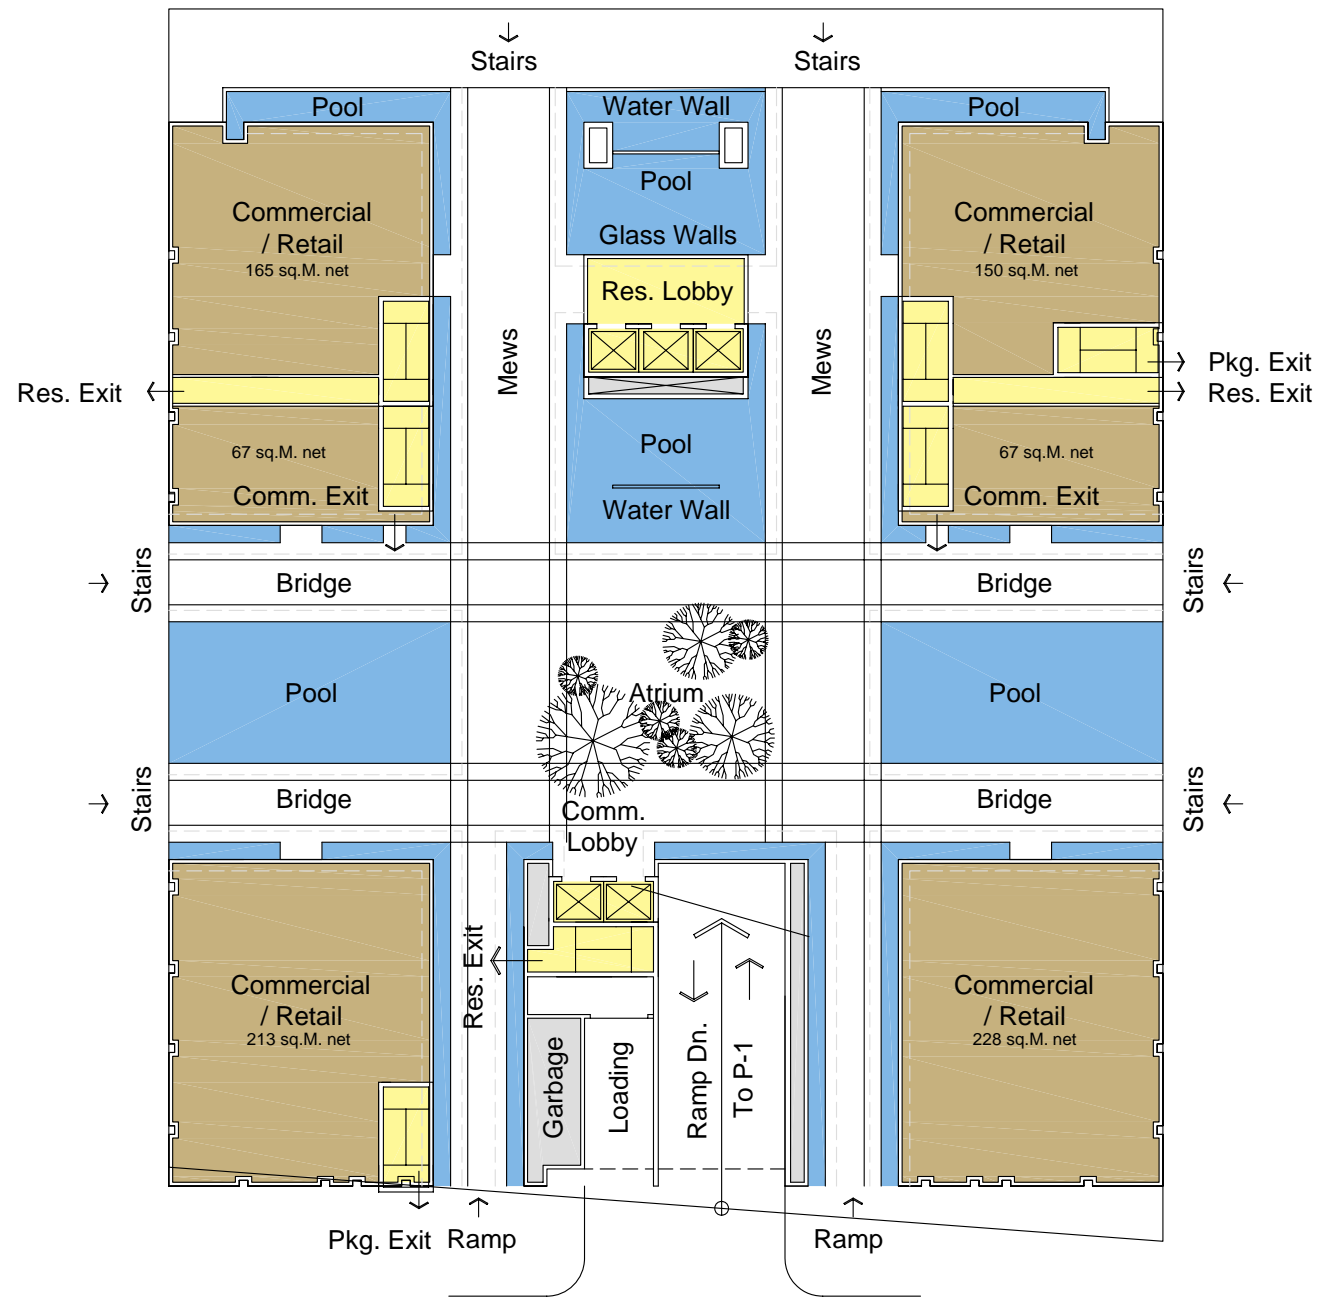 Stairs
Stairs
Pool
Water Wall
Pool
Pool
Commercial
/ Retail
165 sq.M. net
Glass Walls
Commercial
/ Retail
150 sq.M. net
Res. Lobby
Mews
Mews
Pkg. Exit
Res. Exit
Res. Exit
67 sq.M. net
Pool
67 sq.M. net
Comm. Exit
Water Wall
Comm. Exit
Stairs
Bridge
Bridge
Stairs
Pool
Atrium
Pool
Stairs
Bridge
Comm.
Lobby
Bridge
Stairs
Commercial
/ Retail
213 sq.M. net
Res. Exit
Garbage
Loading
Ramp Dn.
To P-1
Commercial
/ Retail
228 sq.M. net
Pkg. Exit
Ramp
Ramp